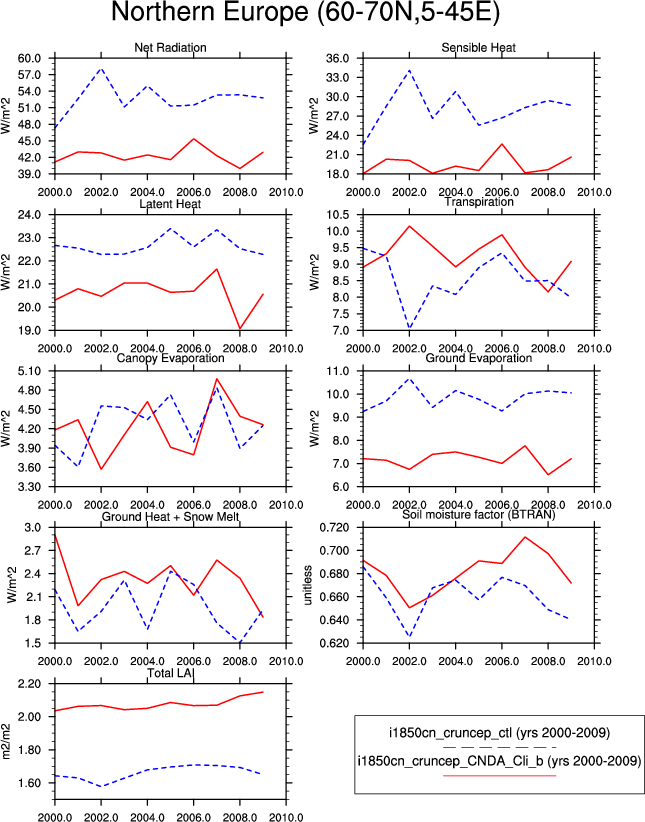 Northern Europe (60-70N,5-45E)
Net Radiation
Sensible Heat
60.0
57.0
54.0
51.0
48.0
45.0
42.0
39.0
W/m^2
2000.0 2002.0 2004.0 2006.0 2008.0 2010.0
36.0
33.0
30.0
27.0
24.0
21.0
18.0
W/m^2
2000.0 2002.0 2004.0 2006.0 2008.0 2010.0
Latent Heat
Transpiration
24.0
23.0
22.0
21.0
20.0
19.0
W/m^2
2000.0 2002.0 2004.0 2006.0 2008.0 2010.0
10.5
10.0
9.5
9.0
8.5
8.0
7.5
7.0
W/m^2
2000.0 2002.0 2004.0 2006.0 2008.0 2010.0
Canopy Evaporation
Ground Evaporation
5.10
4.80
4.50
4.20
3.90
3.60
3.30
W/m^2
2000.0 2002.0 2004.0 2006.0 2008.0 2010.0
11.0
10.0
9.0
8.0
7.0
6.0
W/m^2
2000.0 2002.0 2004.0 2006.0 2008.0 2010.0
Ground Heat + Snow Melt
Soil moisture factor (BTRAN)
3.0
2.7
2.4
2.1
1.8
1.5
W/m^2
2000.0 2002.0 2004.0 2006.0 2008.0 2010.0
0.720
0.700
0.680
0.660
0.640
0.620
unitless
2000.0 2002.0 2004.0 2006.0 2008.0 2010.0
Total LAI
2.20
2.00
1.80
1.60
m2/m2
2000.0 2002.0 2004.0 2006.0 2008.0 2010.0
i1850cn_cruncep_ctl (yrs 2000-2009)
i1850cn_cruncep_CNDA_Cli_b (yrs 2000-2009)